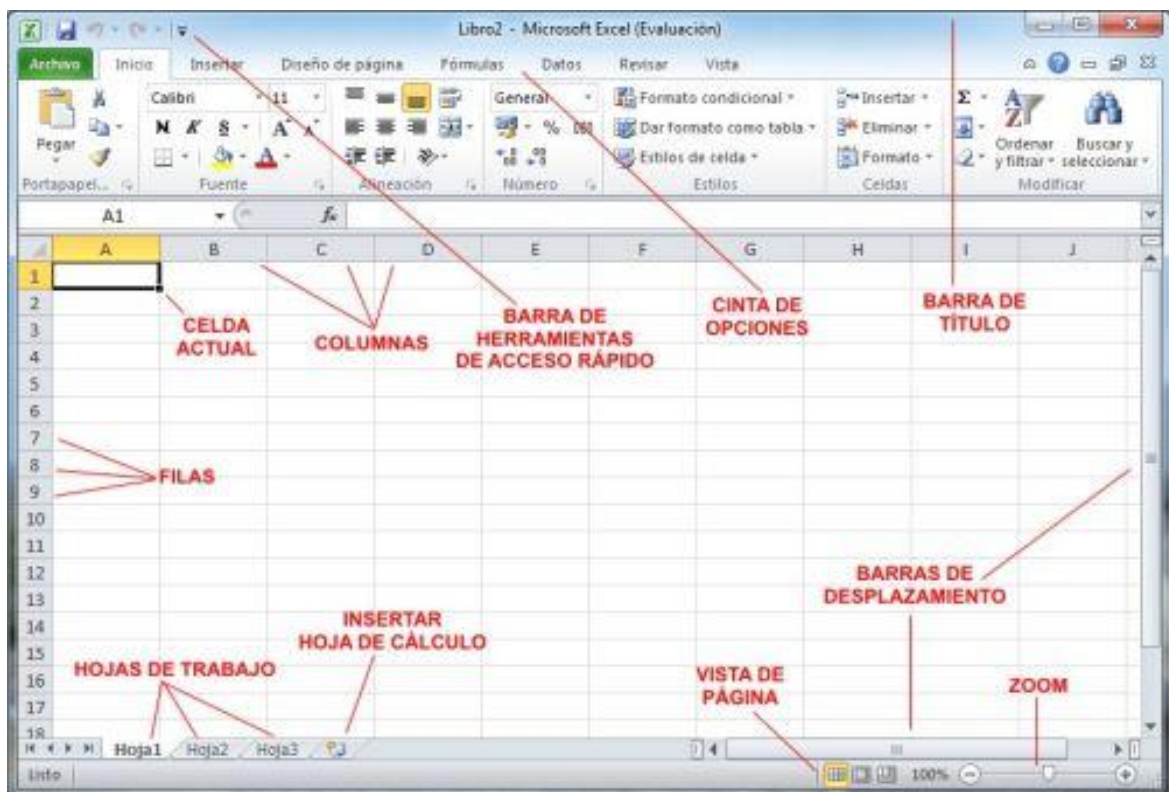 Libro2 - Microsoft Excel (Evaluación)
Archivo Inicio Insertar Diseño de página Fórmulas Datos Revisar Vista
Pegar
Calibri 11
N K S A A
A
General
% 000
Formato condicional
Dar formato como tabla
Estilos de celda
Insertar
Eliminar
Formato
Σ
Ordenar y filtrar
Buscar y seleccionar
Portapapel... Fuente Alineación Número Estilos Celdas Modificar
A1 fx
A B C D E F G H I J
1
2
3
4
5
6
7
8
9
10
11
12
13
14
15
16
17
18
CELDA
ACTUAL
COLUMNAS
BARRA DE
HERRAMIENTAS
DE ACCESO RÁPIDO
CINTA DE
OPCIONES
BARRA DE
TÍTULO
FILAS
BARRAS DE
DESPLAZAMIENTO
INSERTAR
HOJA DE CÁLCULO
HOJAS DE TRABAJO
VISTA DE
PÁGINA
ZOOM
Hoja1 Hoja2 Hoja3
Listo 100%